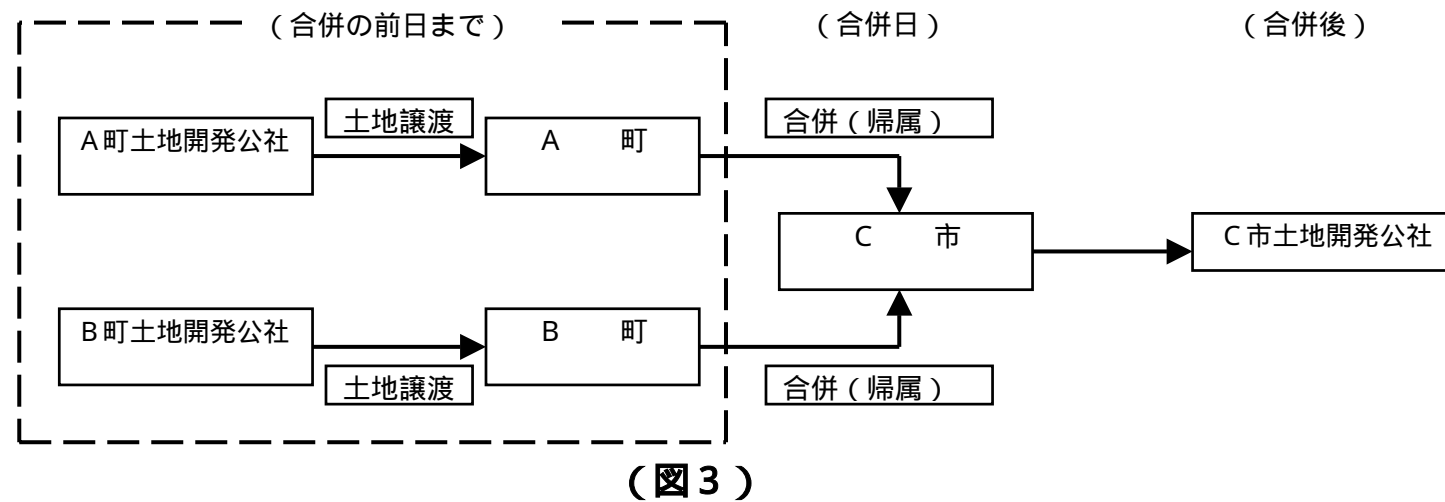 （合併の前日まで）　（合併日）　（合併後）
土地譲渡　合併（帰属）
Ａ町土地開発公社　Ａ　　町
Ｃ　　市　Ｃ市土地開発公社
Ｂ町土地開発公社　Ｂ　　町
土地譲渡　合併（帰属）
（図３）